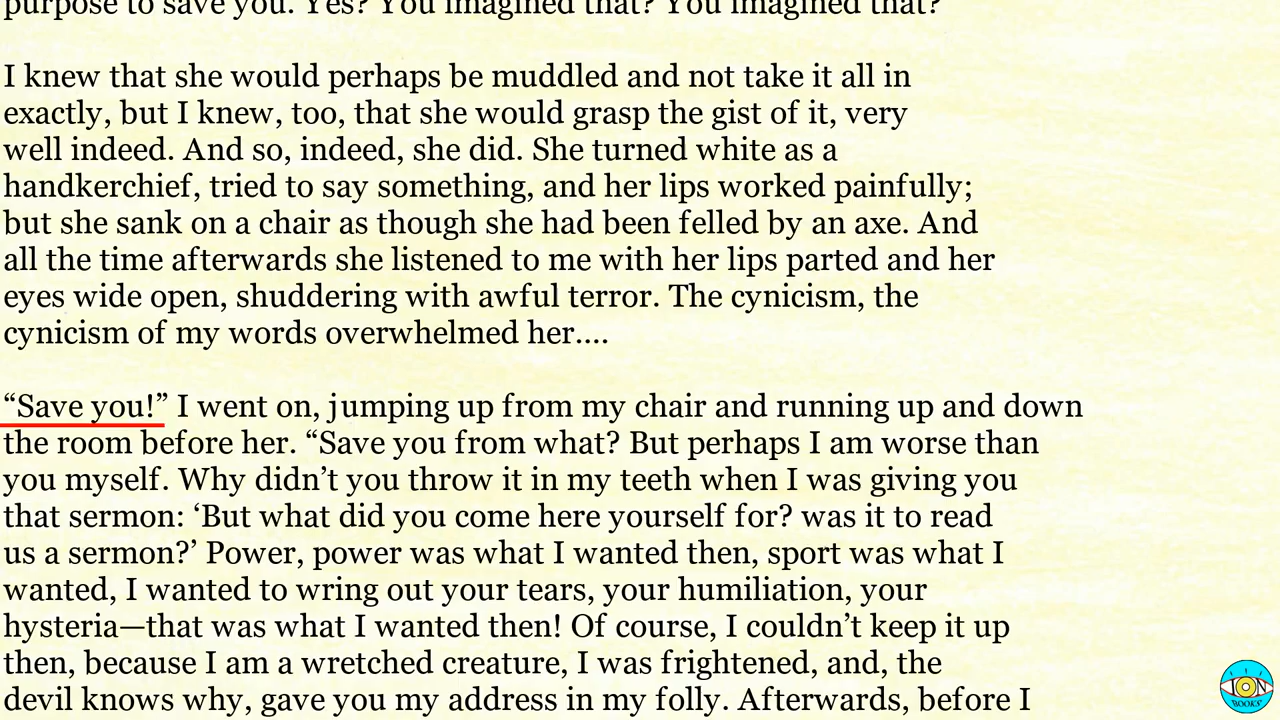 purpose to save you. Yes? You imagined that? You imagined that?
I knew that she would perhaps be muddled and not take it all in
exactly, but I knew, too, that she would grasp the gist of it, very
well indeed. And so, indeed, she did. She turned white as a
handkerchief, tried to say something, and her lips worked painfully;
but she sank on a chair as though she had been felled by an axe. And
all the time afterwards she listened to me with her lips parted and her
eyes wide open, shuddering with awful terror. The cynicism, the
cynicism of my words overwhelmed her....
“Save you!” I went on, jumping up from my chair and running up and down
the room before her. “Save you from what? But perhaps I am worse than
you myself. Why didn’t you throw it in my teeth when I was giving you
that sermon: ‘But what did you come here yourself for? was it to read
us a sermon?’ Power, power was what I wanted then, sport was what I
wanted, I wanted to wring out your tears, your humiliation, your
hysteria—that was what I wanted then! Of course, I couldn’t keep it up
then, because I am a wretched creature, I was frightened, and, the
devil knows why, gave you my address in my folly. Afterwards, before I
ION
BOOKS